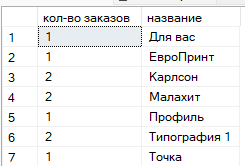 кол-во заказов название
1 1 Для вас
2 1 ЕвроПринт
3 2 Карлсон
4 2 Малахит
5 1 Профиль
6 2 Типография 1
7 1 Точка